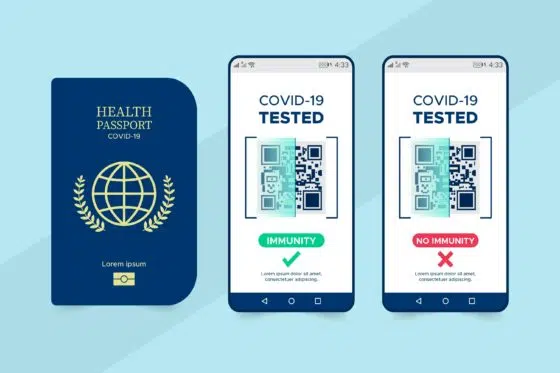 HEALTH
PASSPORT
COVID-19
Lorem ipsum
4:33
COVID-19
TESTED
IMMUNITY
Lorem ipsum dolor sit amet,
consectetuer adipiscing.
4:33
COVID-19
TESTED
NO IMMUNITY
Lorem ipsum dolor sit amet,
consectetuer adipiscing.